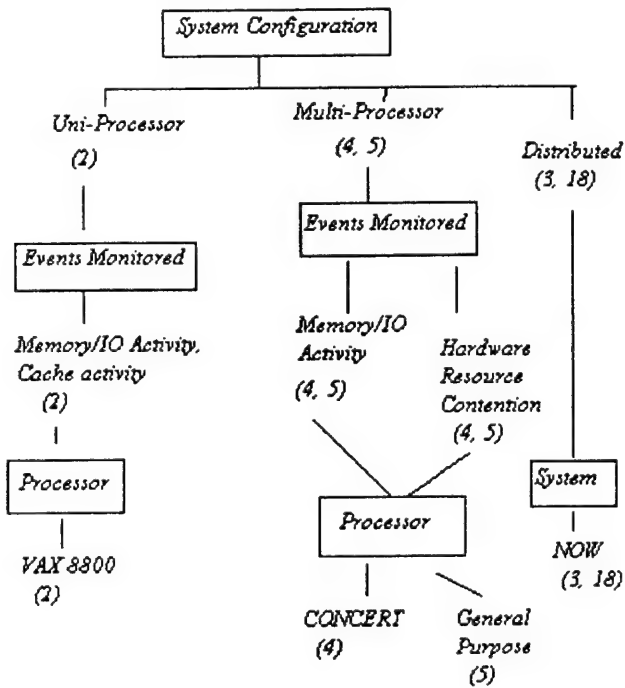 System Configuration
Uni-Processor
(2)
Multi-Processor
(4, 5)
Distributed
(3, 18)
Events Monitored
Events Monitored
Memory/IO Activity,
Cache activity
(2)
Memory/IO
Activity
(4, 5)
Hardware
Resource
Contention
(4, 5)
Processor
Processor
System
VAX 8800
(2)
CONCERT
(4)
General
Purpose
(5)
NOW
(3, 18)